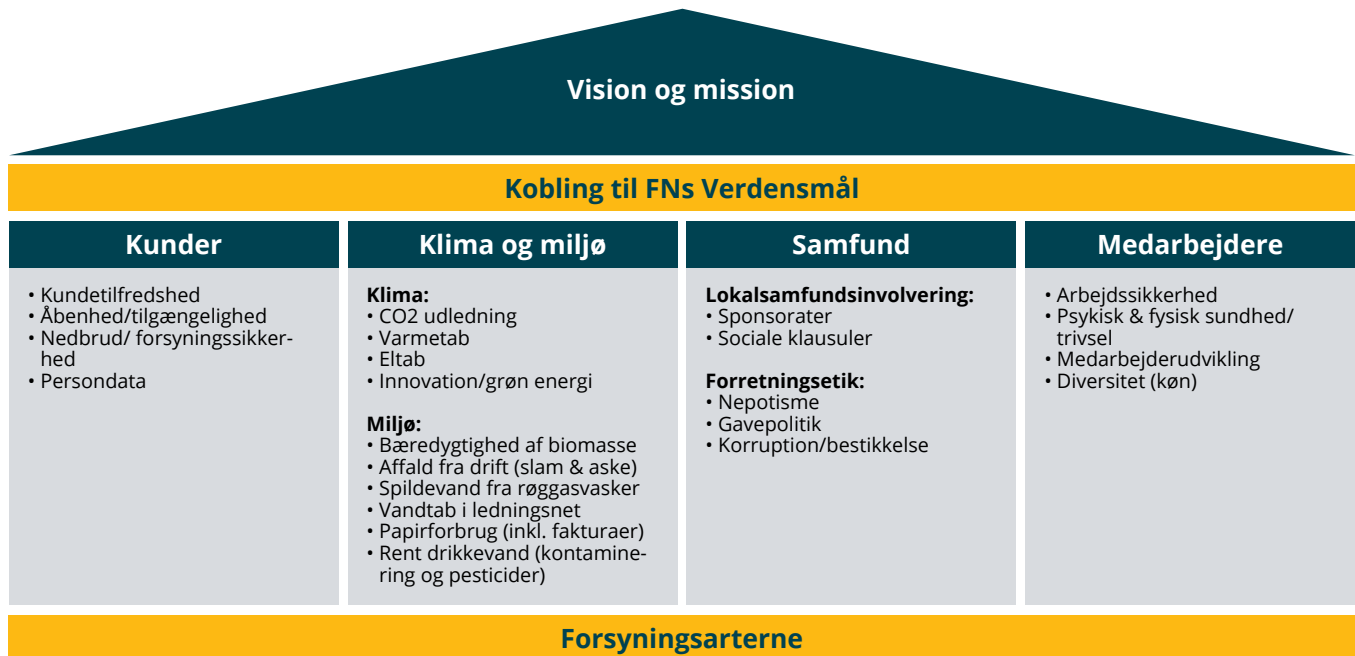 Vision og mission
Kobling til FNs Verdensmål
Kunder
• Kundetilfredshed
• Åbenhed/tilgængelighed
• Nedbrud/ forsyningssikker-
hed
• Persondata
Klima og miljø
Klima:
• CO2 udledning
• Varmetab
• Eltab
• Innovation/grøn energi
Miljø:
• Bæredygtighed af biomasse
• Affald fra drift (slam & aske)
• Spildevand fra røggasvasker
• Vandtab i ledningsnet
• Papirforbrug (inkl. fakturaer)
• Rent drikkevand (kontamine-
ring og pesticider)
Samfund
Lokalsamfundsinvolvering:
• Sponsorater
• Sociale klausuler
Forretningsetik:
• Nepotisme
• Gavepolitik
• Korruption/bestikkelse
Medarbejdere
• Arbejdssikkerhed
• Psykisk & fysisk sundhed/
trivsel
• Medarbejderudvikling
• Diversitet (køn)
Forsyningsarterne